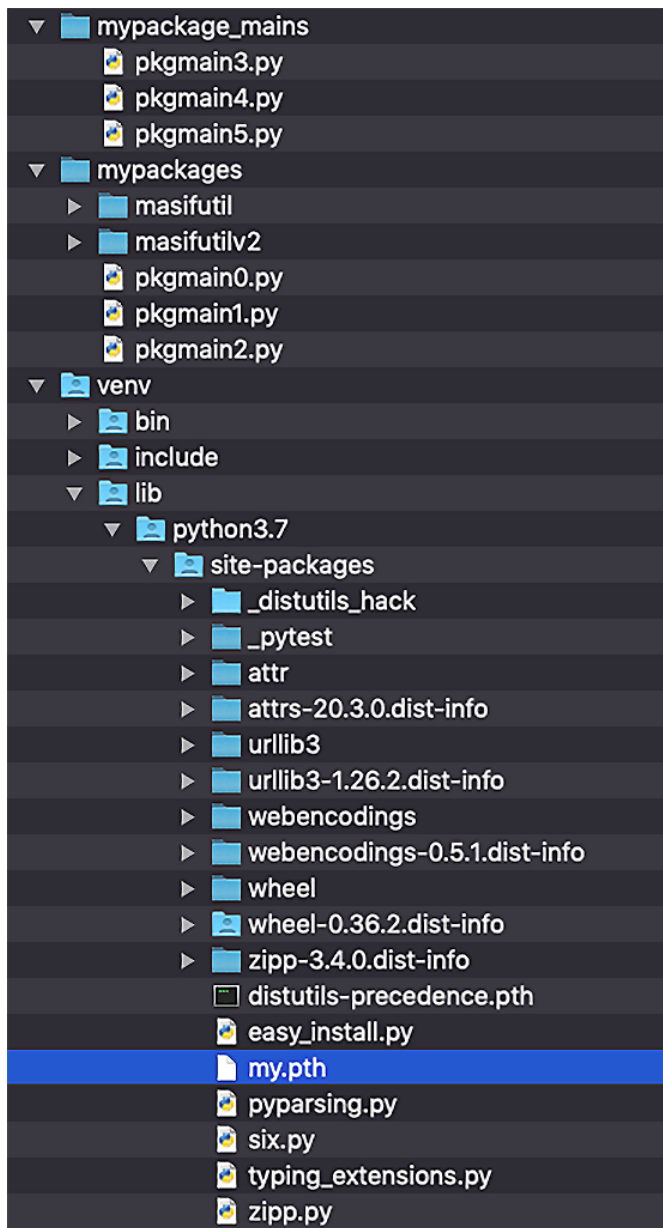 mypackage_mains
pkgmain3.py
pkgmain4.py
pkgmain5.py
mypackages
masifutil
masifutilv2
pkgmain0.py
pkgmain1.py
pkgmain2.py
venv
bin
include
lib
python3.7
site-packages
_distutils_hack
_pytest
attr
attrs-20.3.0.dist-info
urllib3
urllib3-1.26.2.dist-info
webencodings
webencodings-0.5.1.dist-info
wheel
wheel-0.36.2.dist-info
zipp-3.4.0.dist-info
distutils-precedence.pth
easy_install.py
my.pth
pyparsing.py
six.py
typing_extensions.py
zipp.py